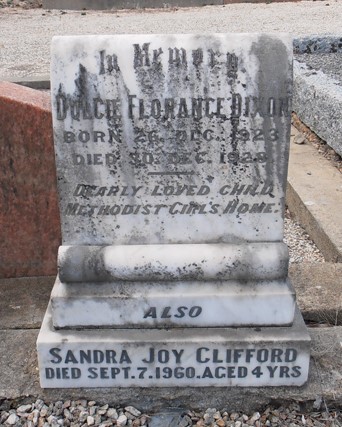 In Memory
DULCIE FLORANCE DIXON
BORN 26 DEC. 1923
DIED 30 DEC. 1928
DEARLY LOVED CHILD
METHODIST GIRLS HOME.
ALSO
SANDRA JOY CLIFFORD
DIED SEPT. 7. 1960. AGED 4 YRS